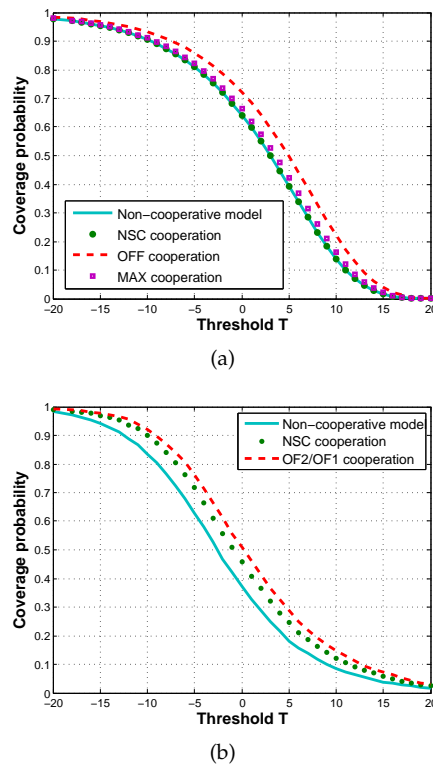 1
0.9
0.8
0.7
0.6
0.5
0.4
0.3
0.2
0.1
0
Coverage probability
Non-cooperative model
NSC cooperation
OFF cooperation
MAX cooperation
-20 -15 -10 -5 0 5 10 15 20
Threshold T
(a)
1
0.9
0.8
0.7
0.6
0.5
0.4
0.3
0.2
0.1
0
Coverage probability
Non-cooperative model
NSC cooperation
OF2/OF1 cooperation
-20 -15 -10 -5 0 5 10 15 20
Threshold T
(b)